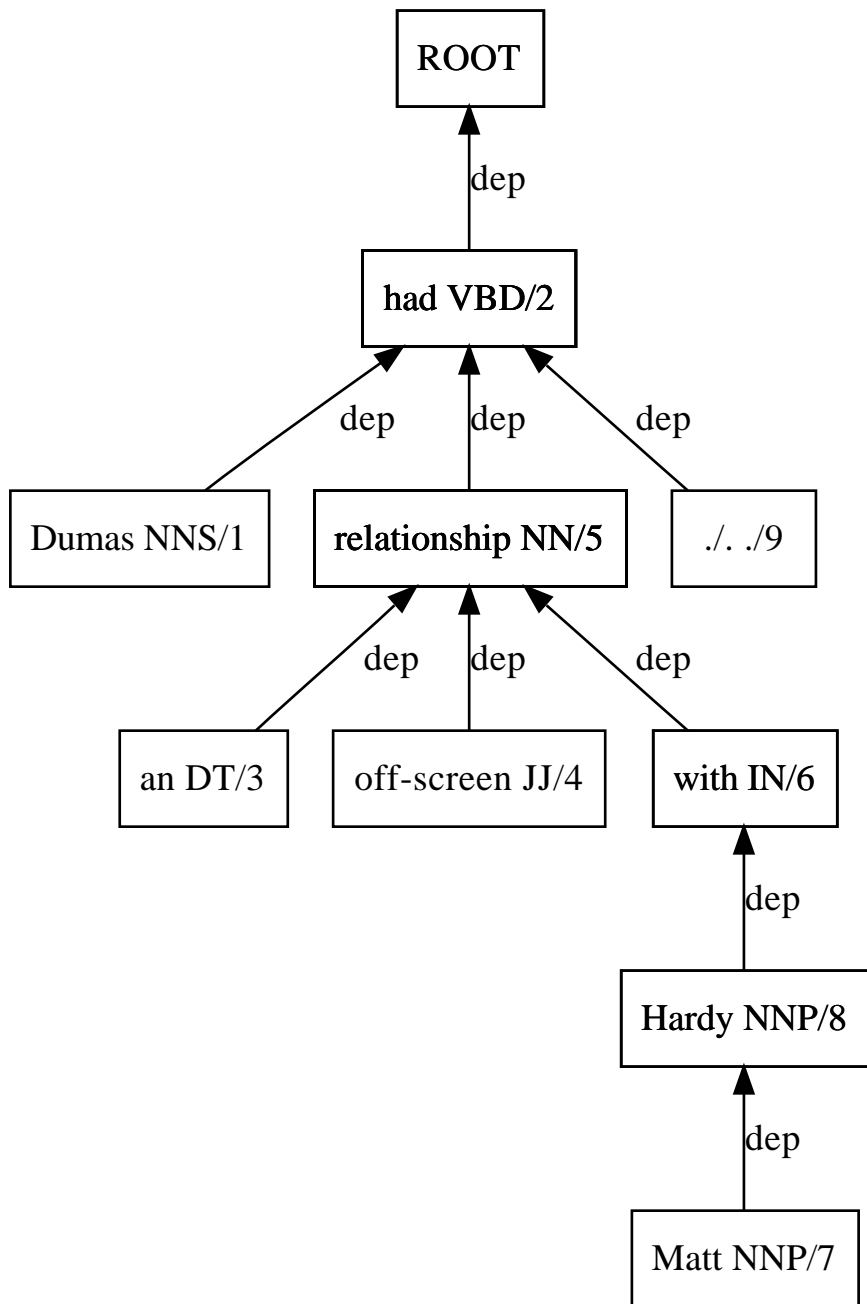 ROOT
dep
had VBD/2
dep dep dep
Dumas NNS/1 relationship NN/5 ./. ./9
dep dep dep
an DT/3 off-screen JJ/4 with IN/6
dep
Hardy NNP/8
dep
Matt NNP/7